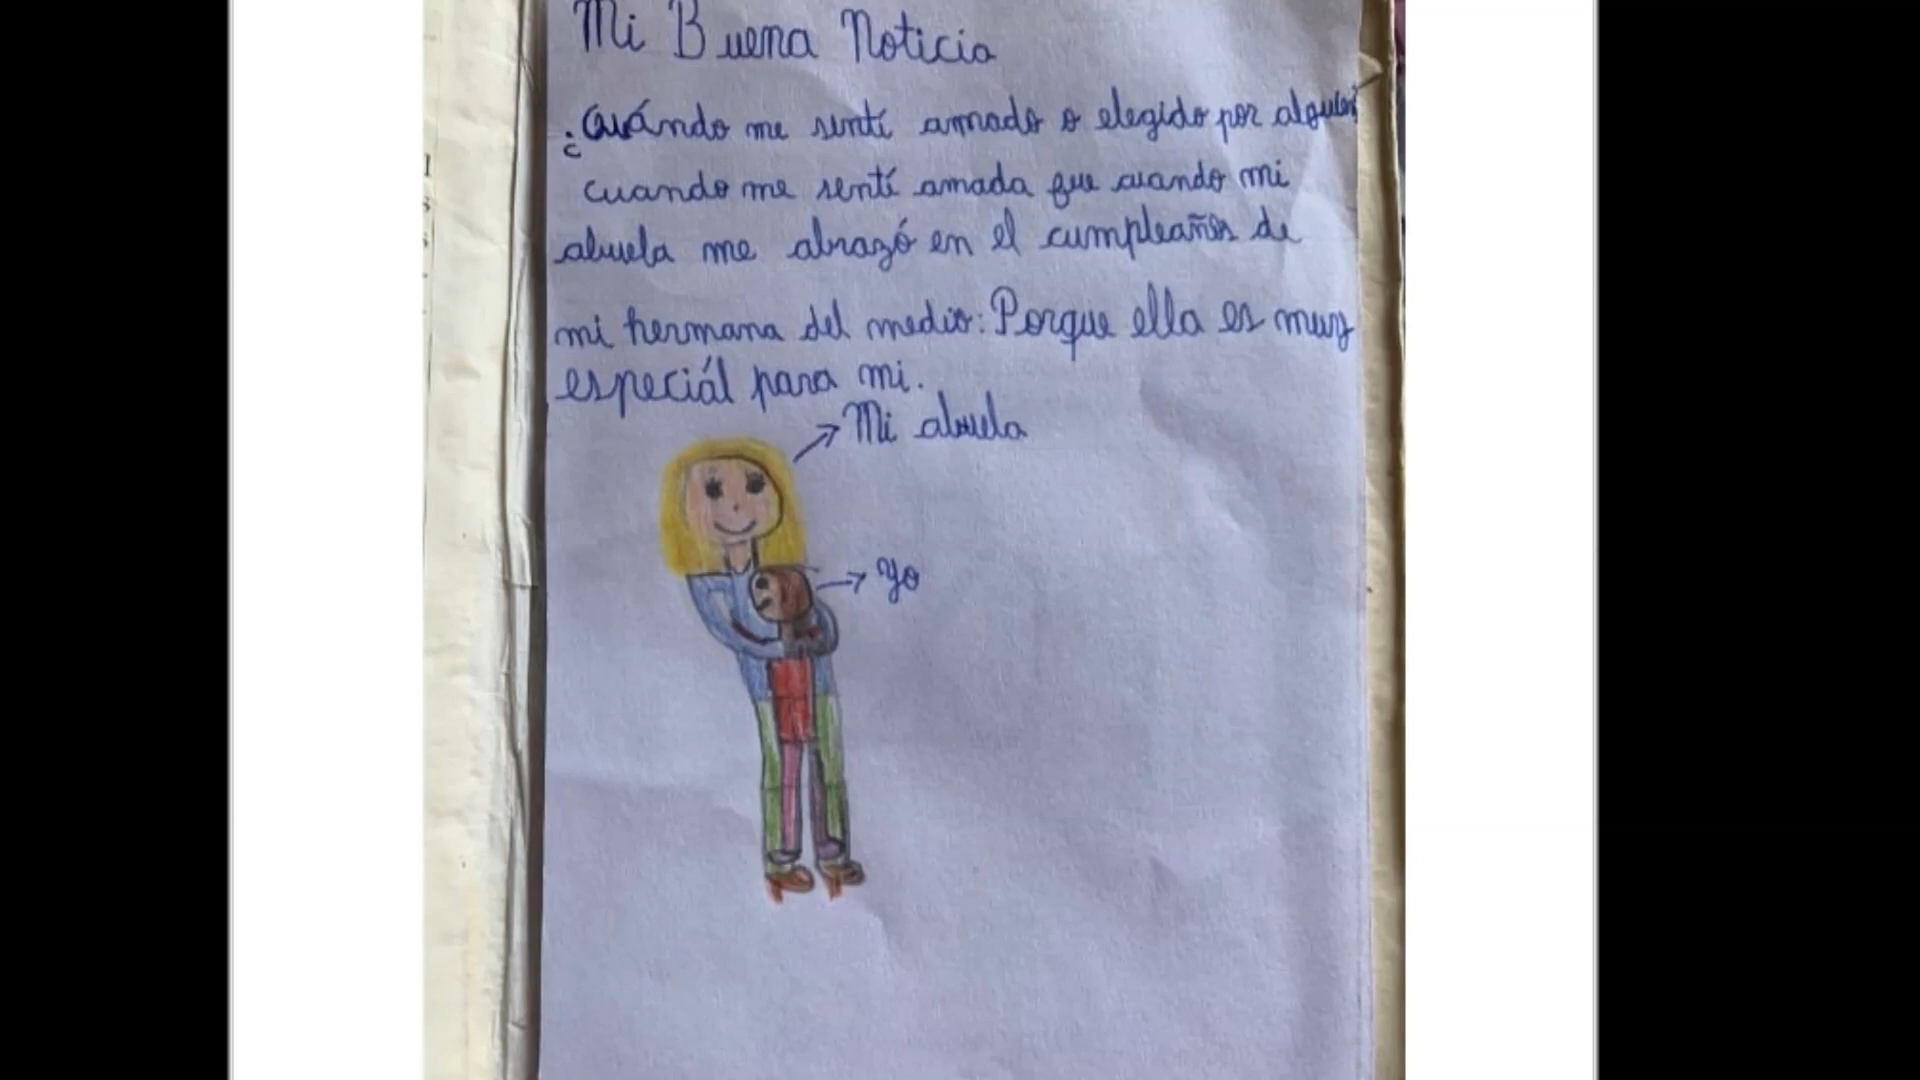 Mi Buena Noticia
¿Cuándo me sentí amado o elegido por alguien?
cuando me sentí amada fue cuando mi
abuela me abrazó en el cumpleaños de
mi hermana del medio: Porque ella es muy
especiál para mi.
Mi abuela
Yo